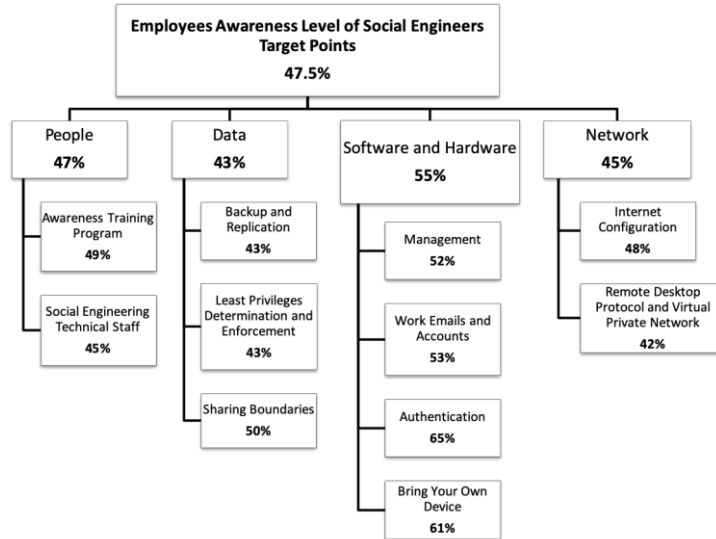 Employees Awareness Level of Social Engineers
Target Points
47.5%
People
47%
Awareness Training
Program
49%
Social Engineering
Technical Staff
45%
Data
43%
Backup and
Replication
43%
Least Privileges
Determination and
Enforcement
43%
Sharing Boundaries
50%
Software and Hardware
55%
Management
52%
Work Emails and
Accounts
53%
Authentication
65%
Bring Your Own
Device
61%
Network
45%
Internet
Configuration
48%
Remote Desktop
Protocol and Virtual
Private Network
42%